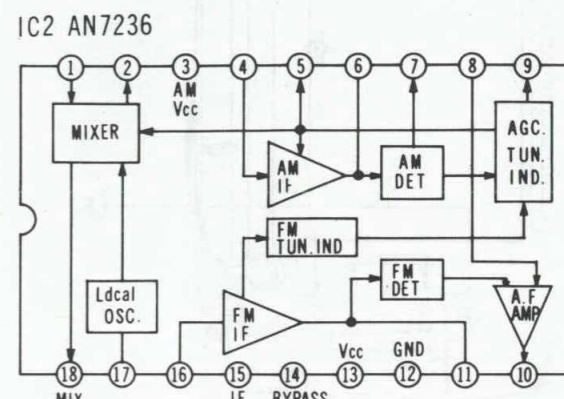 IC2 AN7236
1 2 3 4 5 6 7 8 9
AM
Vcc
MIXER
AGC.
TUN.
IND.
AM
IF
AM
DET
FM
TUN.IND
FM
DET
Ldcal
OSC.
FM
IF
A.F
AMP
Vcc GND
18 17 16 15 14 13 12 11 10
MIX IF BYPASS